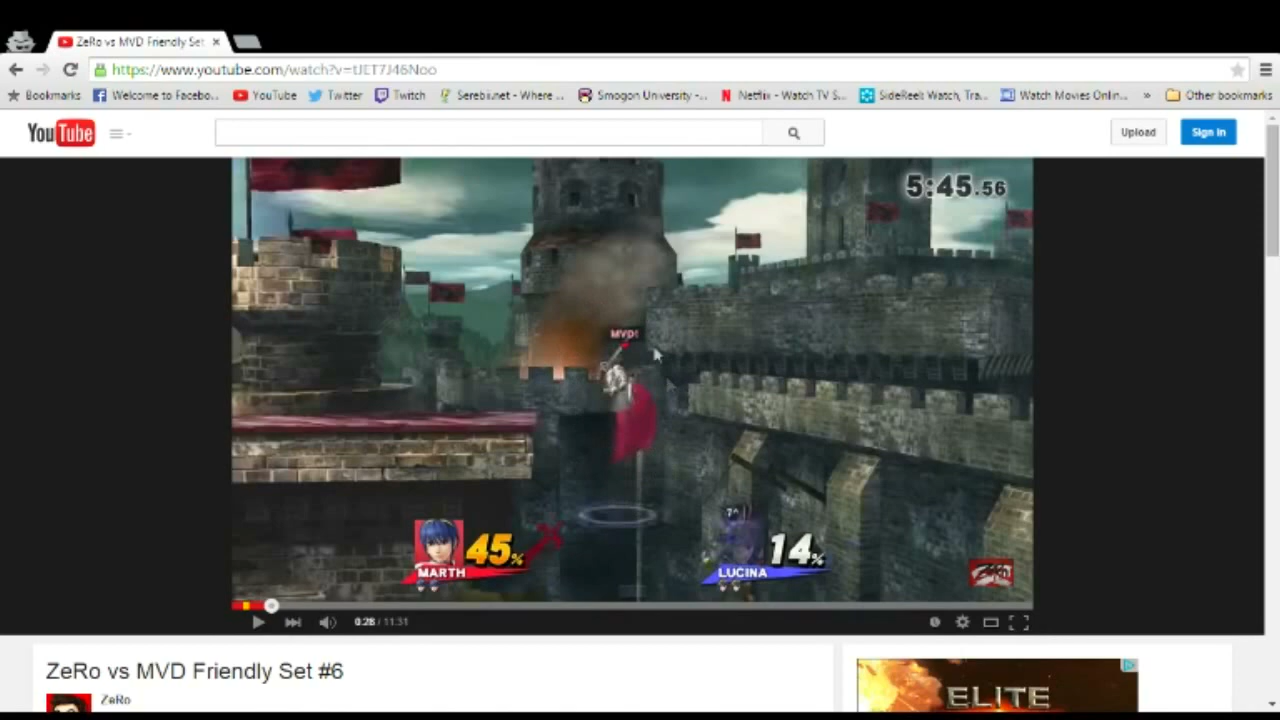 ZeRo vs MVD Friendly Set
https://www.youtube.com/watch?v=tJET7J46Noo
Bookmarks Welcome to Facebo... YouTube Twitter Twitch Serebii.net - Where ... Smogon University -... Netflix - Watch TV S... SideReel: Watch, Tra... Watch Movies Onlin... » Other bookmarks
YouTube Upload Sign in
5:45.56
MVD!
45%
14%
MARTH
LUCINA
0:28 / 11:31
ZeRo vs MVD Friendly Set #6
ZeRo
ELITE